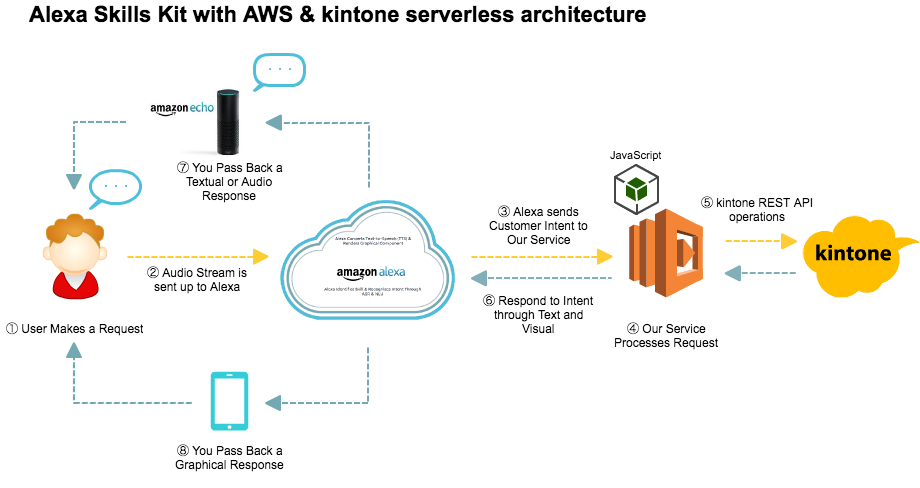 Alexa Skills Kit with AWS & kintone serverless architecture
amazon echo
⑦ You Pass Back a
Textual or Audio
Response
① User Makes a Request
② Audio Stream is
sent up to Alexa
Alexa Converts Text-to-Speech (TTS) &
Renders Graphical Component
amazon alexa
Alexa Identifies Skill & Recognizes Intent Through
ASR & NLU
③ Alexa sends
Customer Intent to
Our Service
⑥ Respond to Intent
through Text and
Visual
JavaScript
④ Our Service
Processes Request
⑤ kintone REST API
operations
kintone
⑧ You Pass Back a
Graphical Response